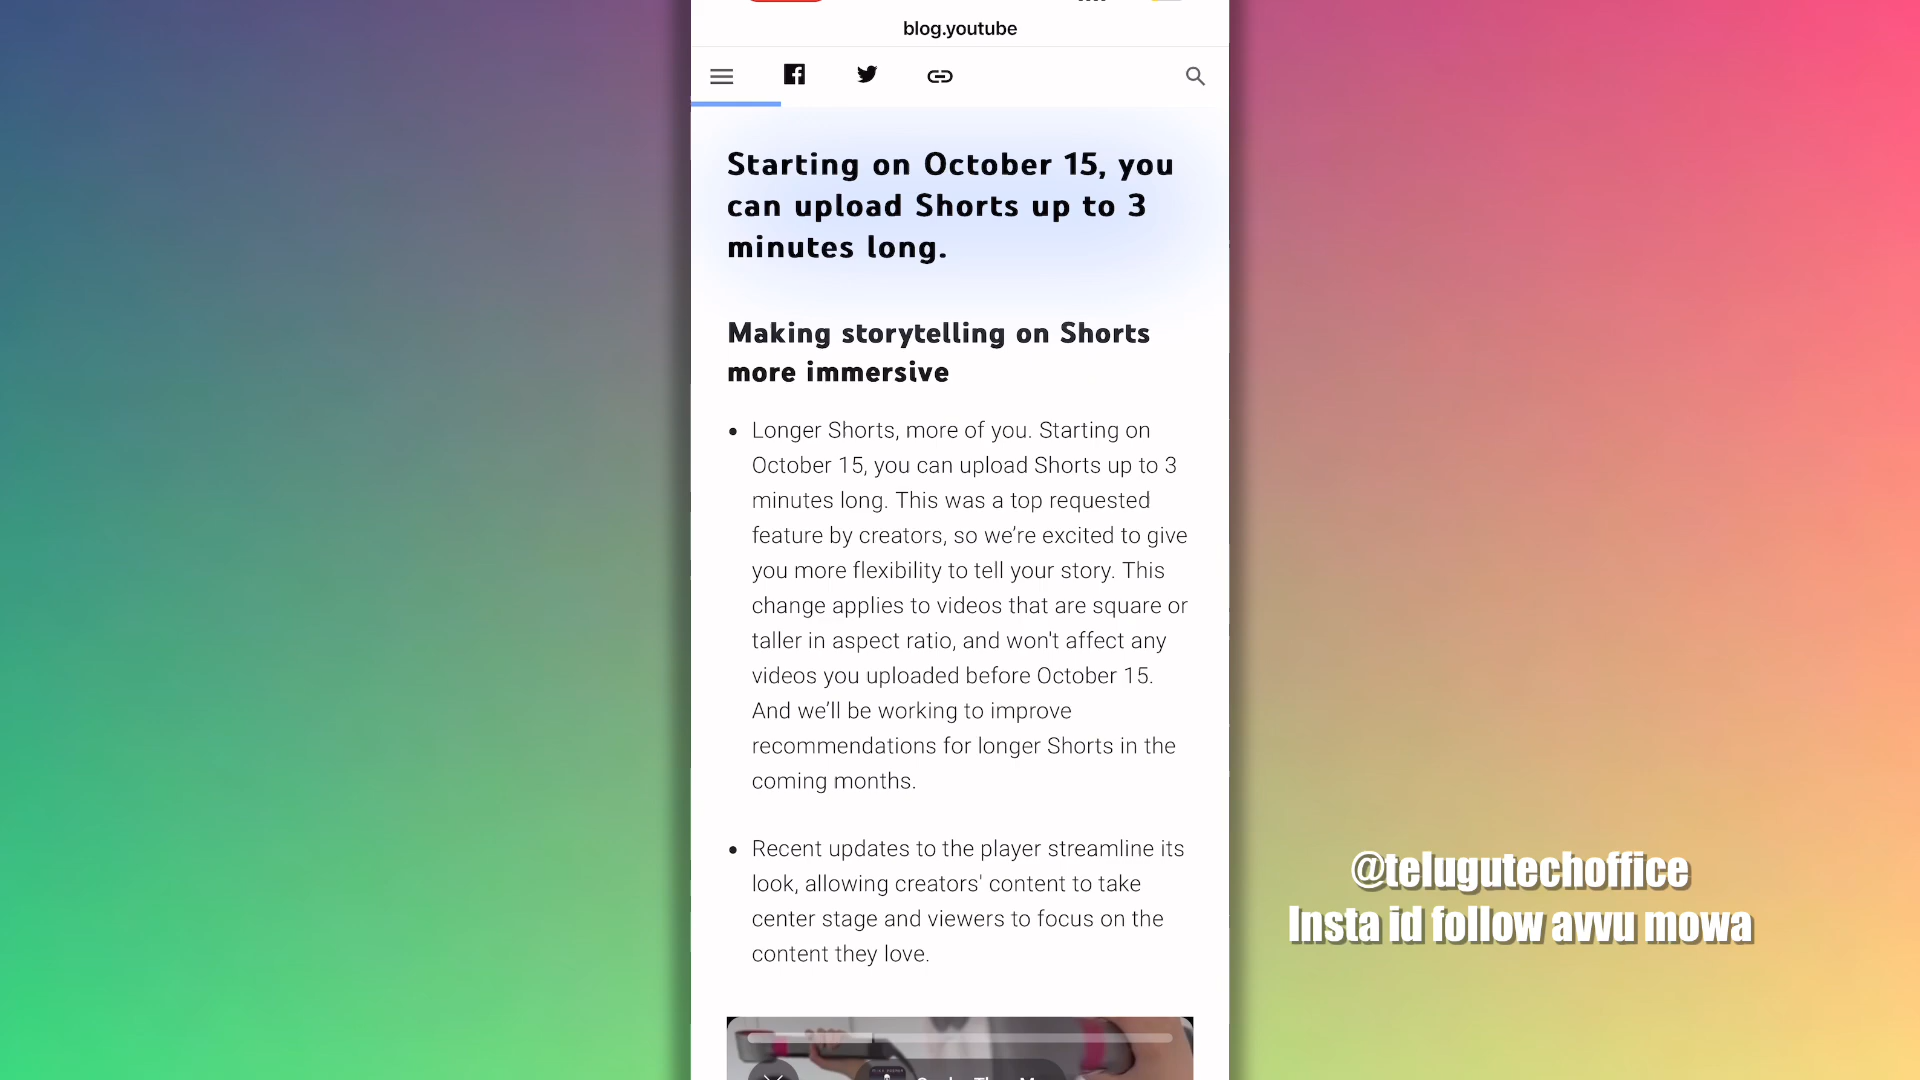 blog.youtube
Starting on October 15, you
can upload Shorts up to 3
minutes long.
Making storytelling on Shorts
more immersive
• Longer Shorts, more of you. Starting on
October 15, you can upload Shorts up to 3
minutes long. This was a top requested
feature by creators, so we’re excited to give
you more flexibility to tell your story. This
change applies to videos that are square or
taller in aspect ratio, and won't affect any
videos you uploaded before October 15.
And we’ll be working to improve
recommendations for longer Shorts in the
coming months.
• Recent updates to the player streamline its
look, allowing creators' content to take
center stage and viewers to focus on the
content they love.
@telugutechoffice
Insta id follow avvu mowa